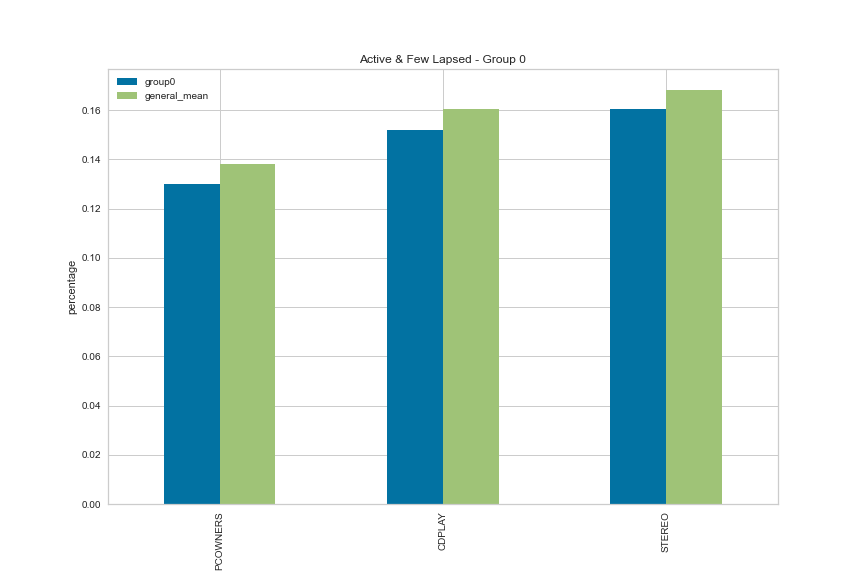 Active & Few Lapsed - Group 0
group0
general_mean
0.16
0.14
0.12
0.10
0.08
0.06
0.04
0.02
0.00
percentage
PCOWNERS
CDPLAY
STEREO